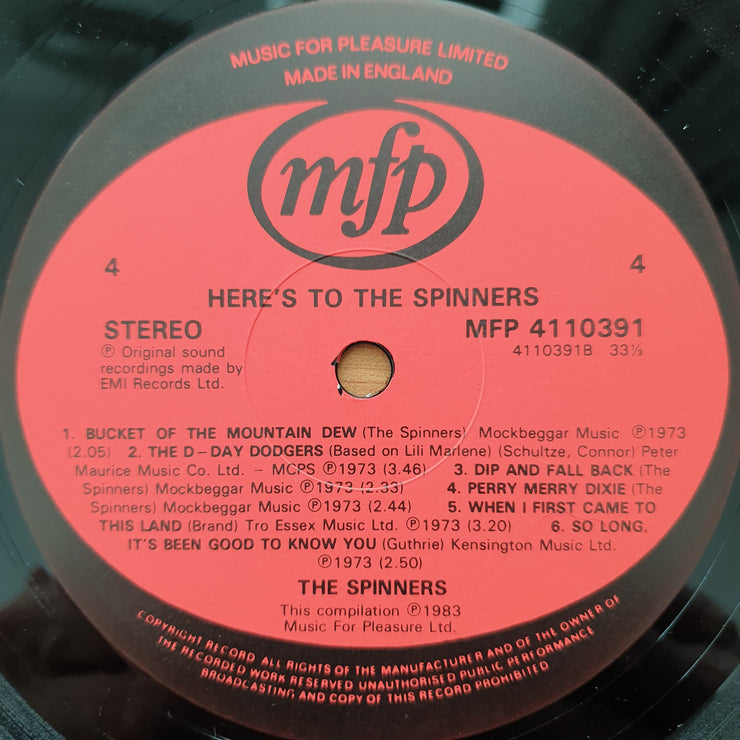 MUSIC FOR PLEASURE LIMITED
MADE IN ENGLAND
mfp
4 4
HERE'S TO THE SPINNERS
STEREO MFP 4110391
Ⓟ Original sound 4110391B 33⅓
recordings made by
EMI Records Ltd.
1. BUCKET OF THE MOUNTAIN DEW (The Spinners) Mockbeggar Music Ⓟ1973
(2.05) 2. THE D-DAY DODGERS (Based on Lili Marlene) (Schultze, Connor) Peter
Maurice Music Co. Ltd. – MCPS Ⓟ1973 (3.46) 3. DIP AND FALL BACK (The
Spinners) Mockbeggar Music Ⓟ1973 (2.33) 4. PERRY MERRY DIXIE (The
Spinners) Mockbeggar Music Ⓟ1973 (2.44) 5. WHEN I FIRST CAME TO
THIS LAND (Brand) Tro Essex Music Ltd. Ⓟ1973 (3.20) 6. SO LONG,
IT'S BEEN GOOD TO KNOW YOU (Guthrie) Kensington Music Ltd.
Ⓟ1973 (2.50)
THE SPINNERS
This compilation Ⓟ1983
Music For Pleasure Ltd.
COPYRIGHT RECORD ALL RIGHTS OF THE MANUFACTURER AND OF THE OWNER OF
THE RECORDED WORK RESERVED UNAUTHORISED PUBLIC PERFORMANCE
BROADCASTING AND COPY OF THIS RECORD PROHIBITED